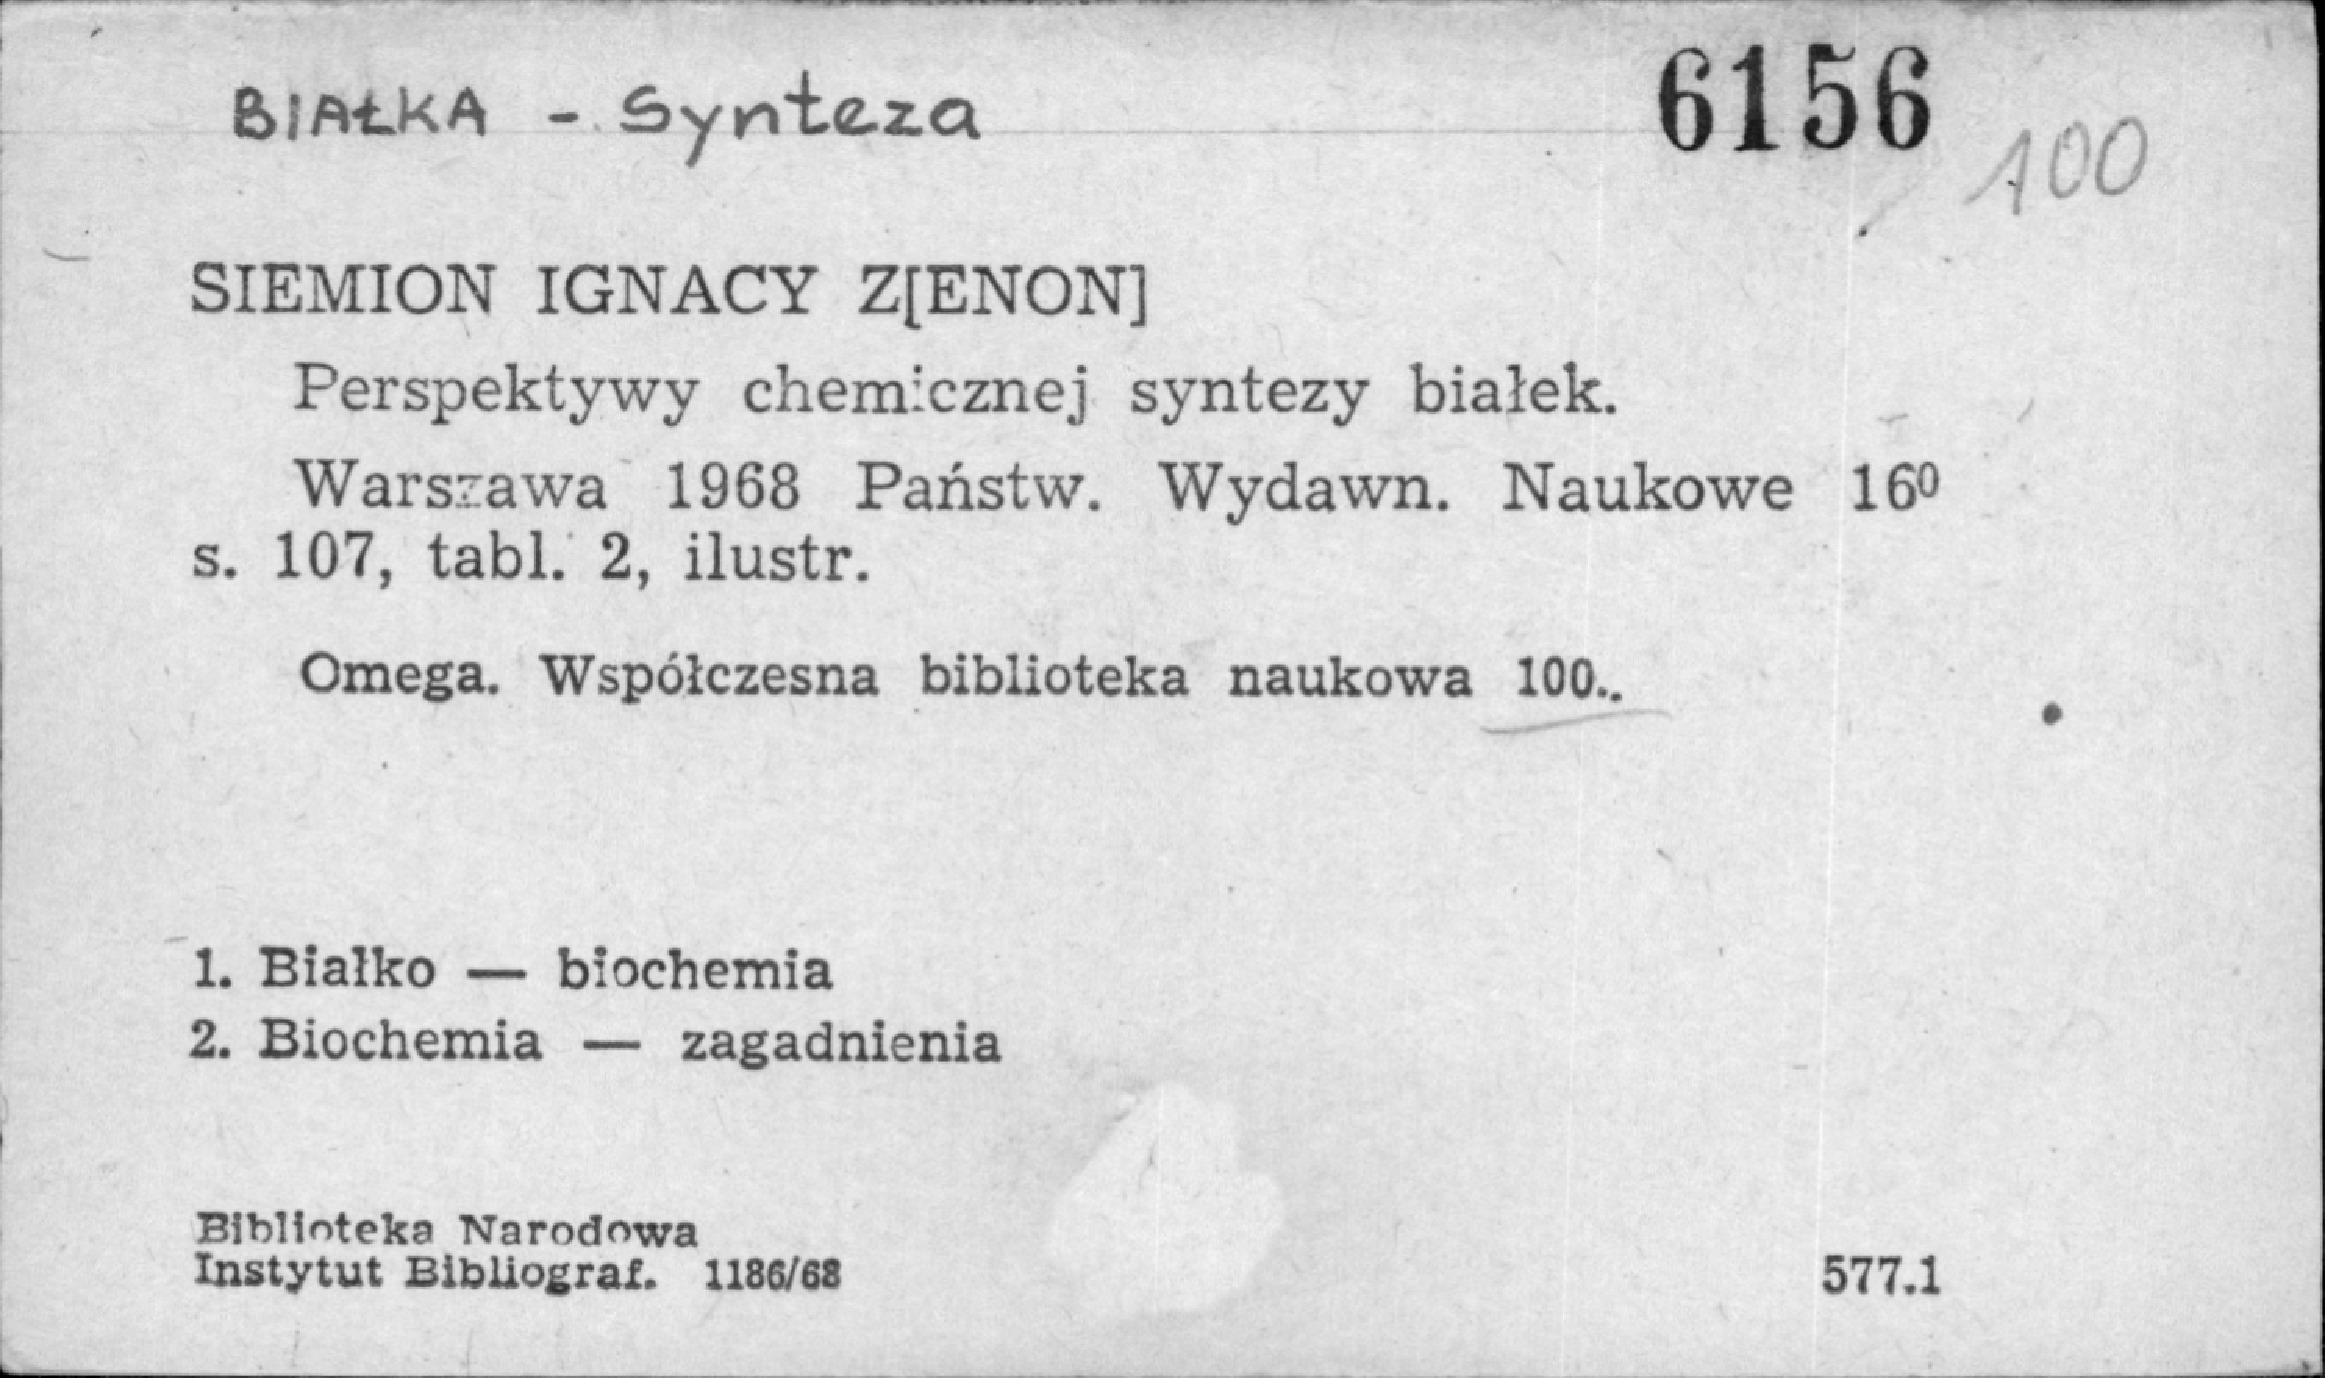 BIAŁKA - Synteza
6156
100
SIEMION IGNACY Z[ENON]
Perspektywy chemicznej syntezy białek.
Warszawa 1968 Państw. Wydawn. Naukowe 16⁰
s. 107, tabl. 2, ilustr.
Omega. Współczesna biblioteka naukowa 100..
1. Białko — biochemia
2. Biochemia — zagadnienia
Biblioteka Narodowa
Instytut Bibliograf. 1186/68
577.1